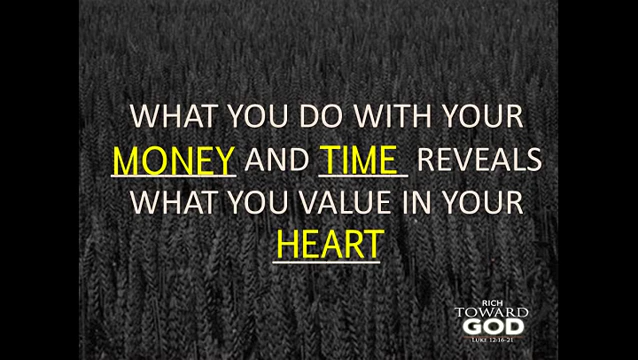 WHAT YOU DO WITH YOUR
MONEY AND TIME REVEALS
WHAT YOU VALUE IN YOUR
HEART
RICH
TOWARD
GOD
LUKE 12-16-21